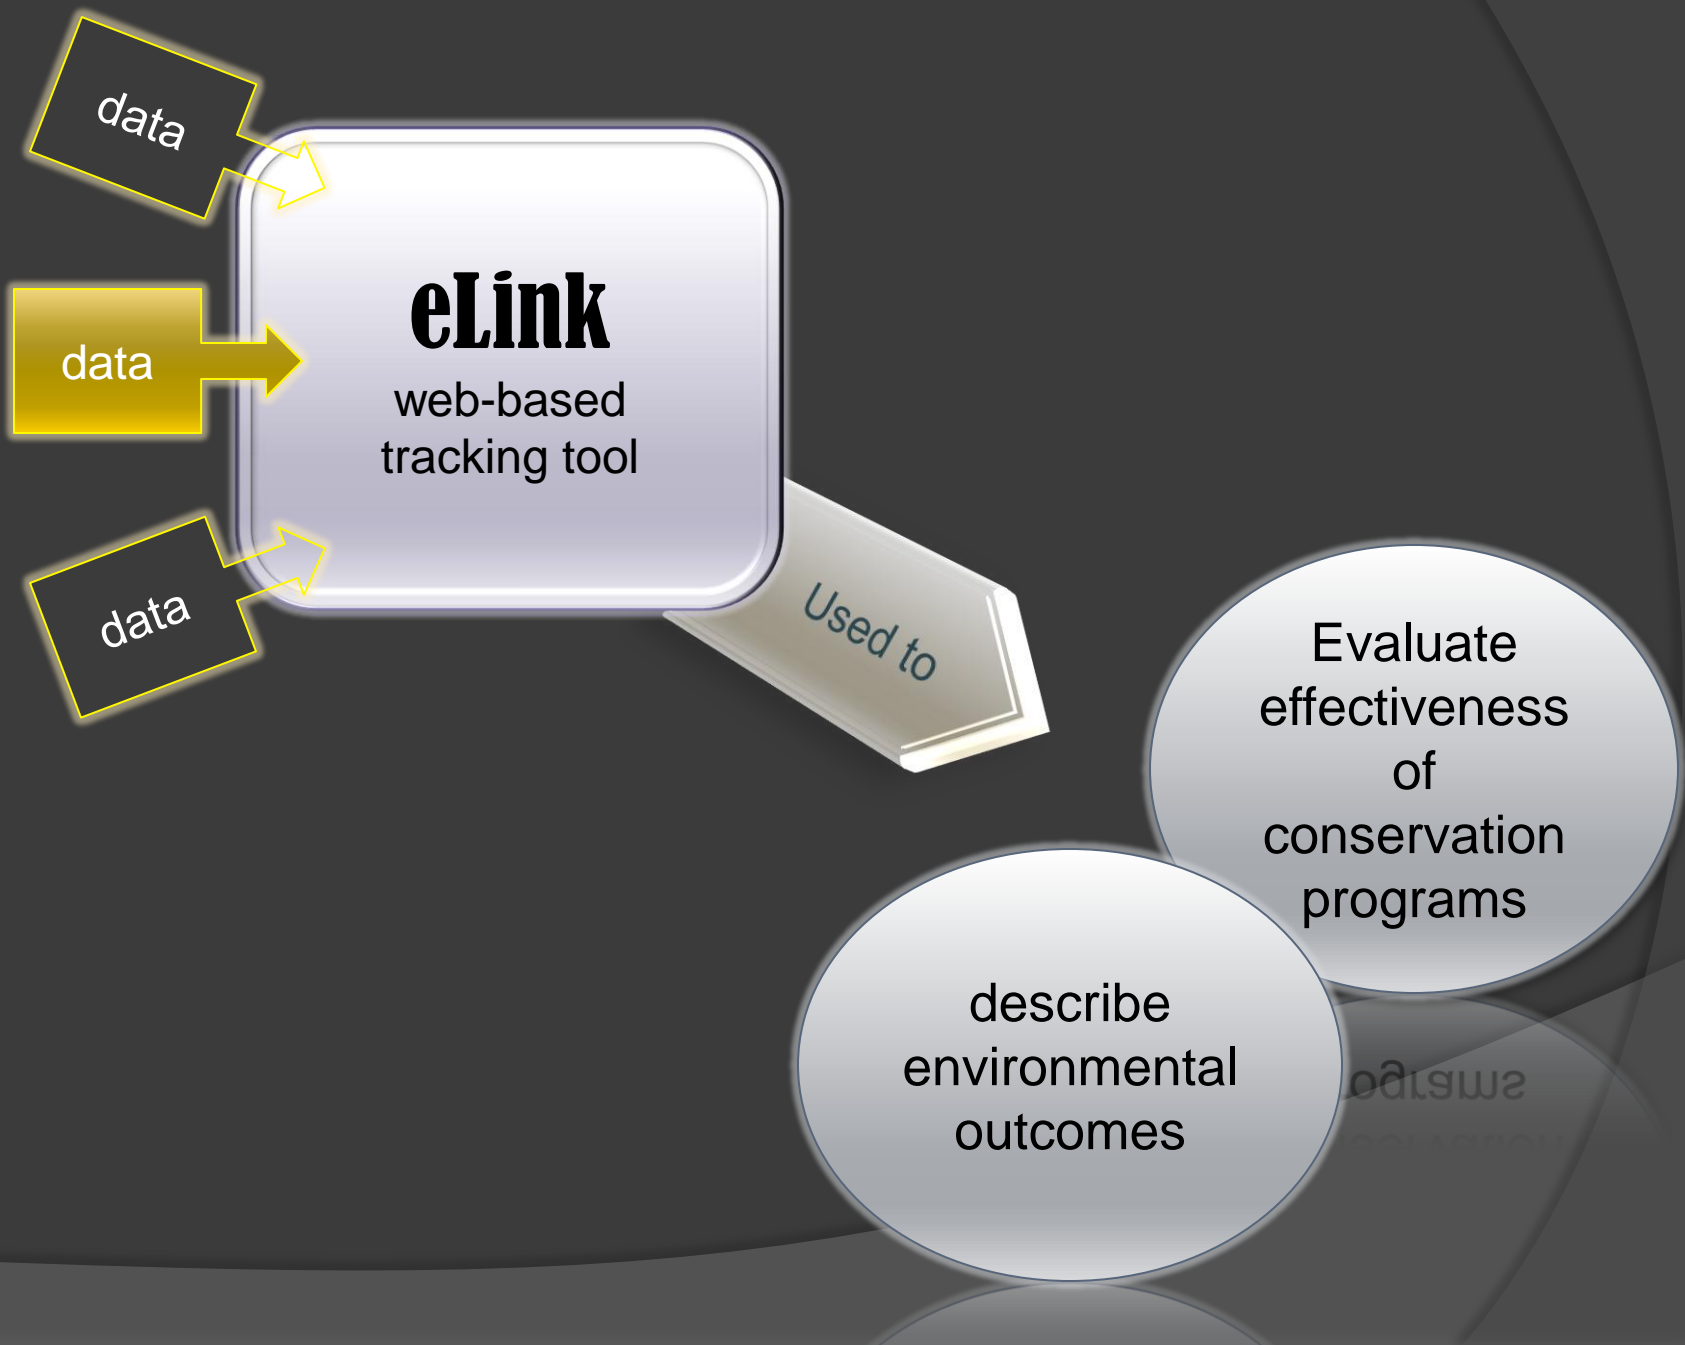 data
data
data
eLink
web-based
tracking tool
Used to
Evaluate
effectiveness
of
conservation
programs
describe
environmental
outcomes